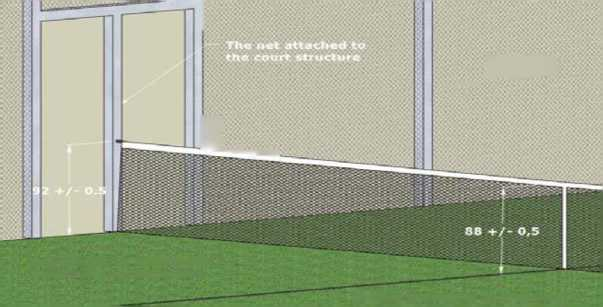 The net attached to
the court structure
92 +/- 0.5
88 +/- 0,5